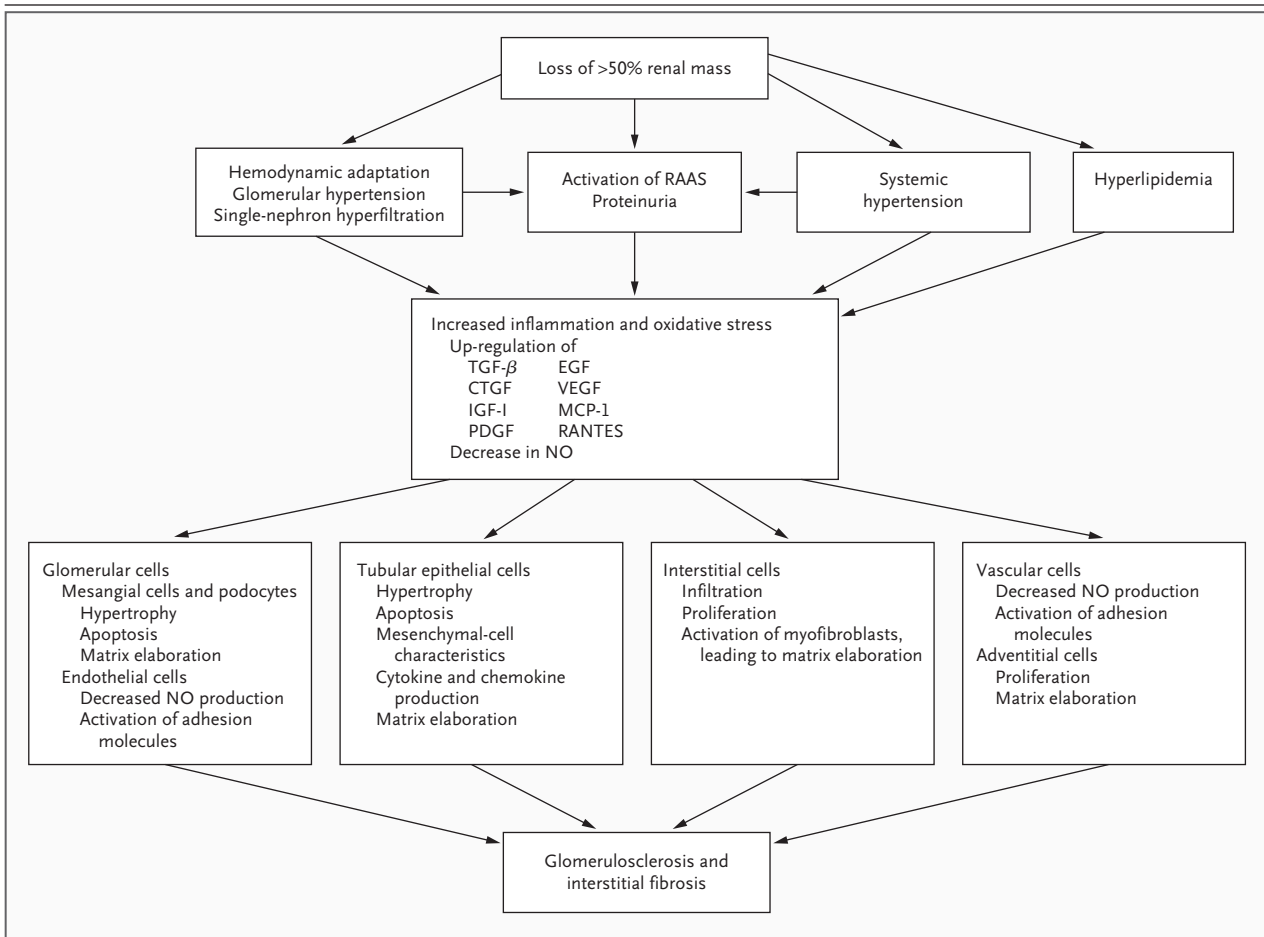 Loss of >50% renal mass
Hemodynamic adaptation
Glomerular hypertension
Single-nephron hyperfiltration
Activation of RAAS
Proteinuria
Systemic
hypertension
Hyperlipidemia
Increased inflammation and oxidative stress
Up-regulation of
TGF-β EGF
CTGF VEGF
IGF-I MCP-1
PDGF RANTES
Decrease in NO
Glomerular cells
Mesangial cells and podocytes
Hypertrophy
Apoptosis
Matrix elaboration
Endothelial cells
Decreased NO production
Activation of adhesion
molecules
Tubular epithelial cells
Hypertrophy
Apoptosis
Mesenchymal-cell
characteristics
Cytokine and chemokine
production
Matrix elaboration
Interstitial cells
Infiltration
Proliferation
Activation of myofibroblasts,
leading to matrix elaboration
Vascular cells
Decreased NO production
Activation of adhesion
molecules
Adventitial cells
Proliferation
Matrix elaboration
Glomerulosclerosis and
interstitial fibrosis